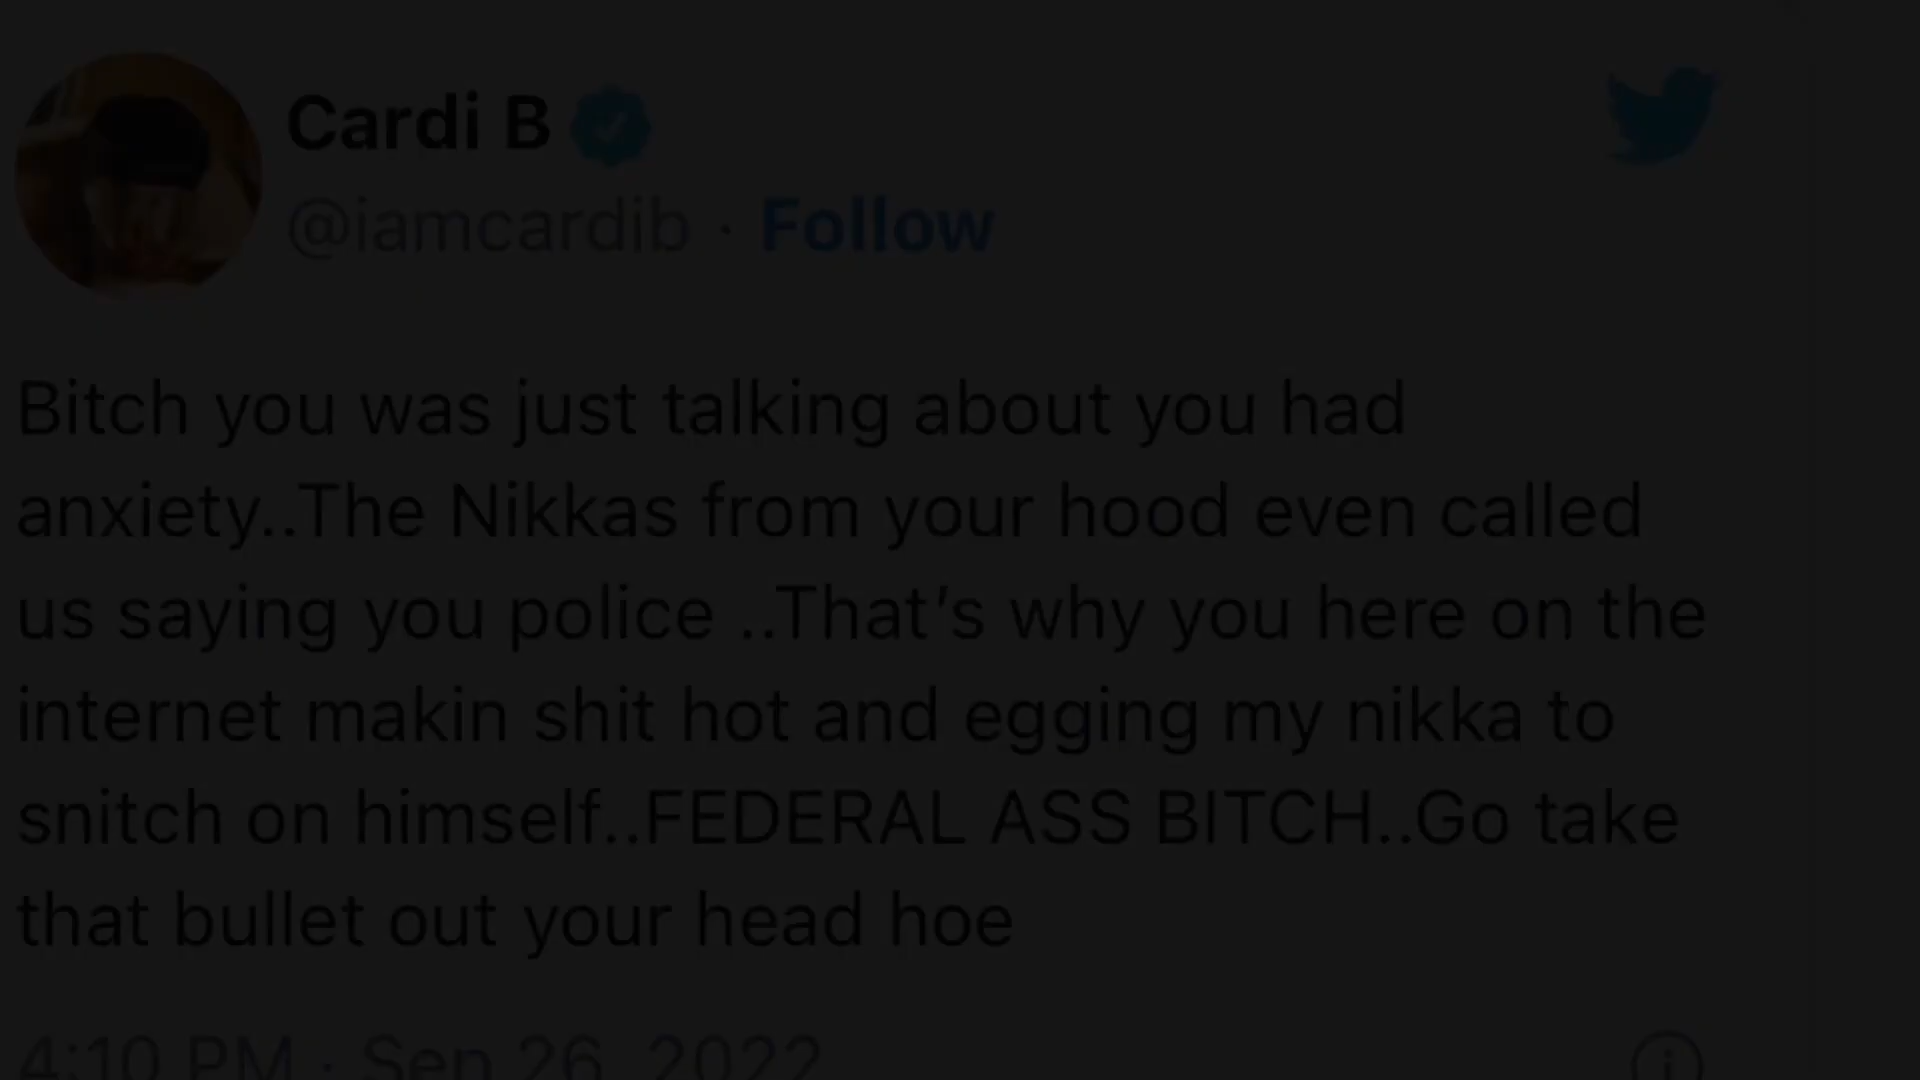 Cardi B
@iamcardib · Follow
Bitch you was just talking about you had
anxiety..The Nikkas from your hood even called
us saying you police ..That’s why you here on the
internet makin shit hot and egging my nikka to
snitch on himself..FEDERAL ASS BITCH..Go take
that bullet out your head hoe
4:10 PM · Sep 26, 2022